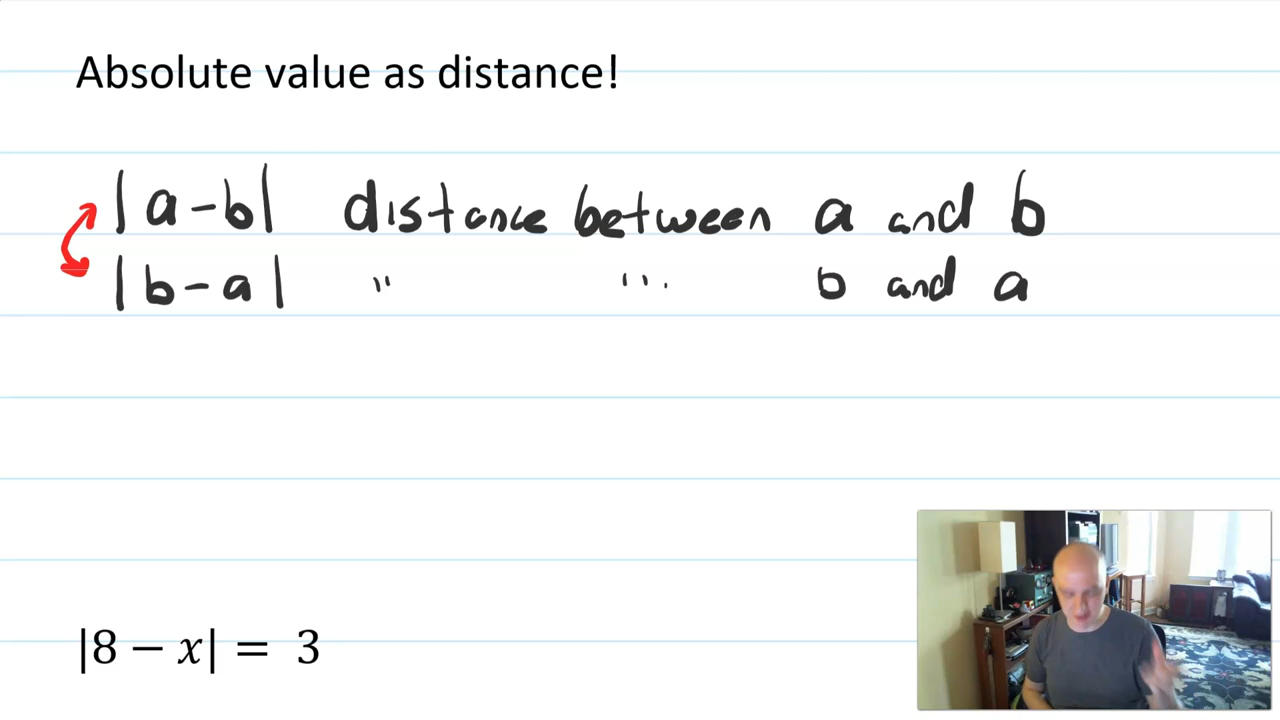 Absolute value as distance!
|a-b| distance between a and b
|b-a| " "... b and a
|8 − x| = 3